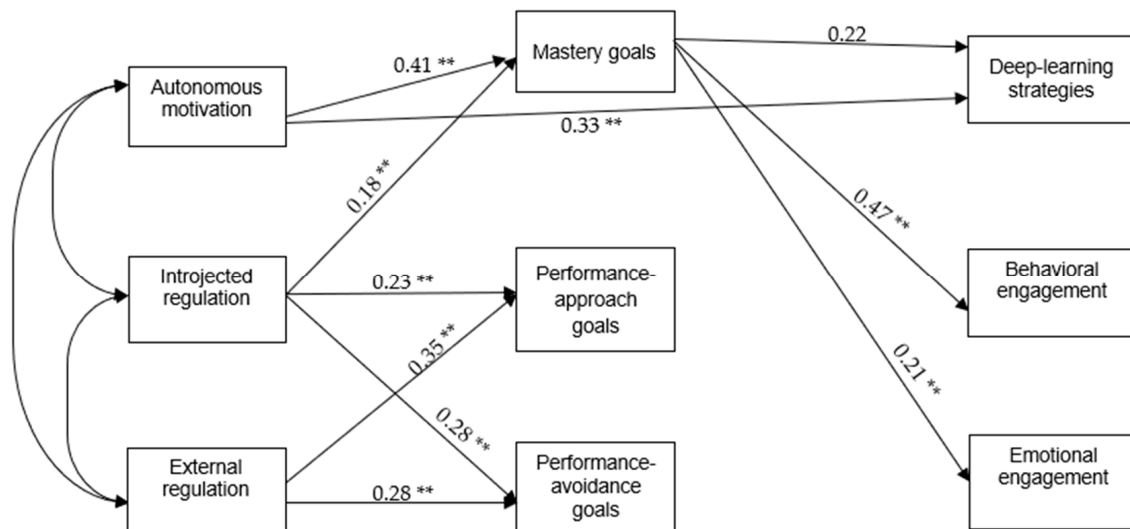 Mastery goals
0.22
Deep-learning
strategies
0.41 **
Autonomous
motivation
0.33 **
0.18 **
0.47 **
Introjected
regulation
0.23 **
Performance-
approach
goals
Behavioral
engagement
0.35 **
0.21 **
0.28 **
External
regulation
0.28 **
Performance-
avoidance
goals
Emotional
engagement